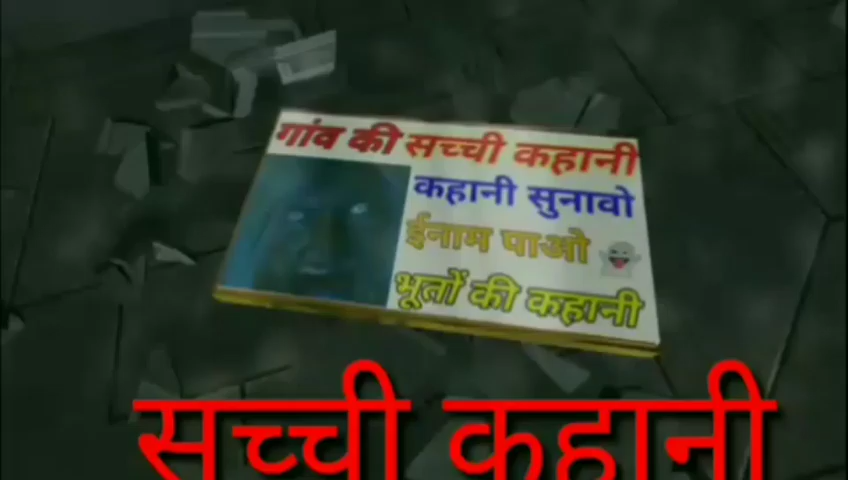 गांव की सच्ची कहानी
कहानी सुनावो
ईनाम पाओ
भूतों की कहानी
सच्ची कहानी